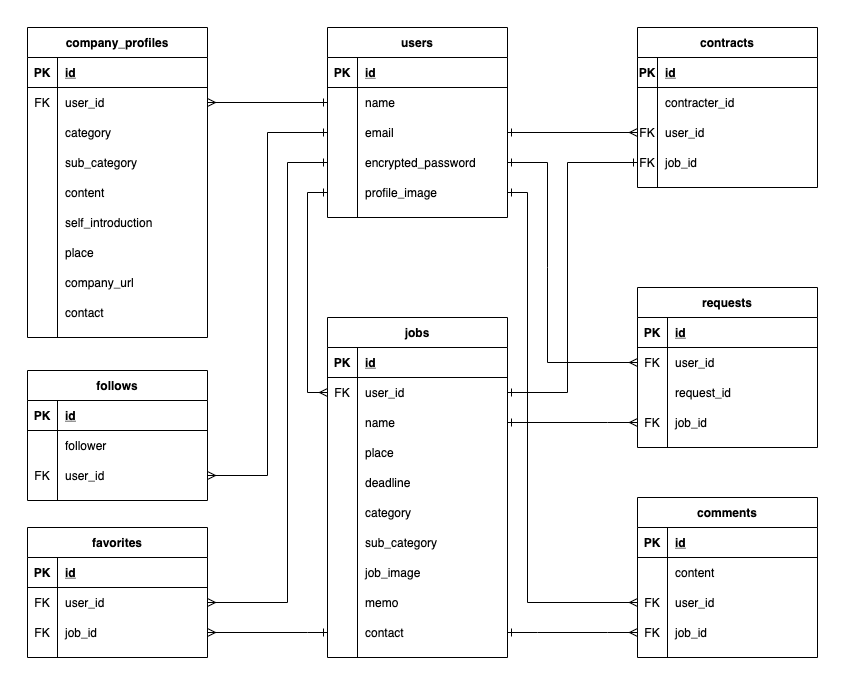 company_profiles
PK id
FK user_id
category
sub_category
content
self_introduction
place
company_url
contact
users
PK id
name
email
encrypted_password
profile_image
contracts
PK id
contracter_id
FK user_id
FK job_id
follows
PK id
follower
FK user_id
jobs
PK id
FK user_id
name
place
deadline
category
sub_category
job_image
memo
contact
requests
PK id
FK user_id
request_id
FK job_id
favorites
PK id
FK user_id
FK job_id
comments
PK id
content
FK user_id
FK job_id